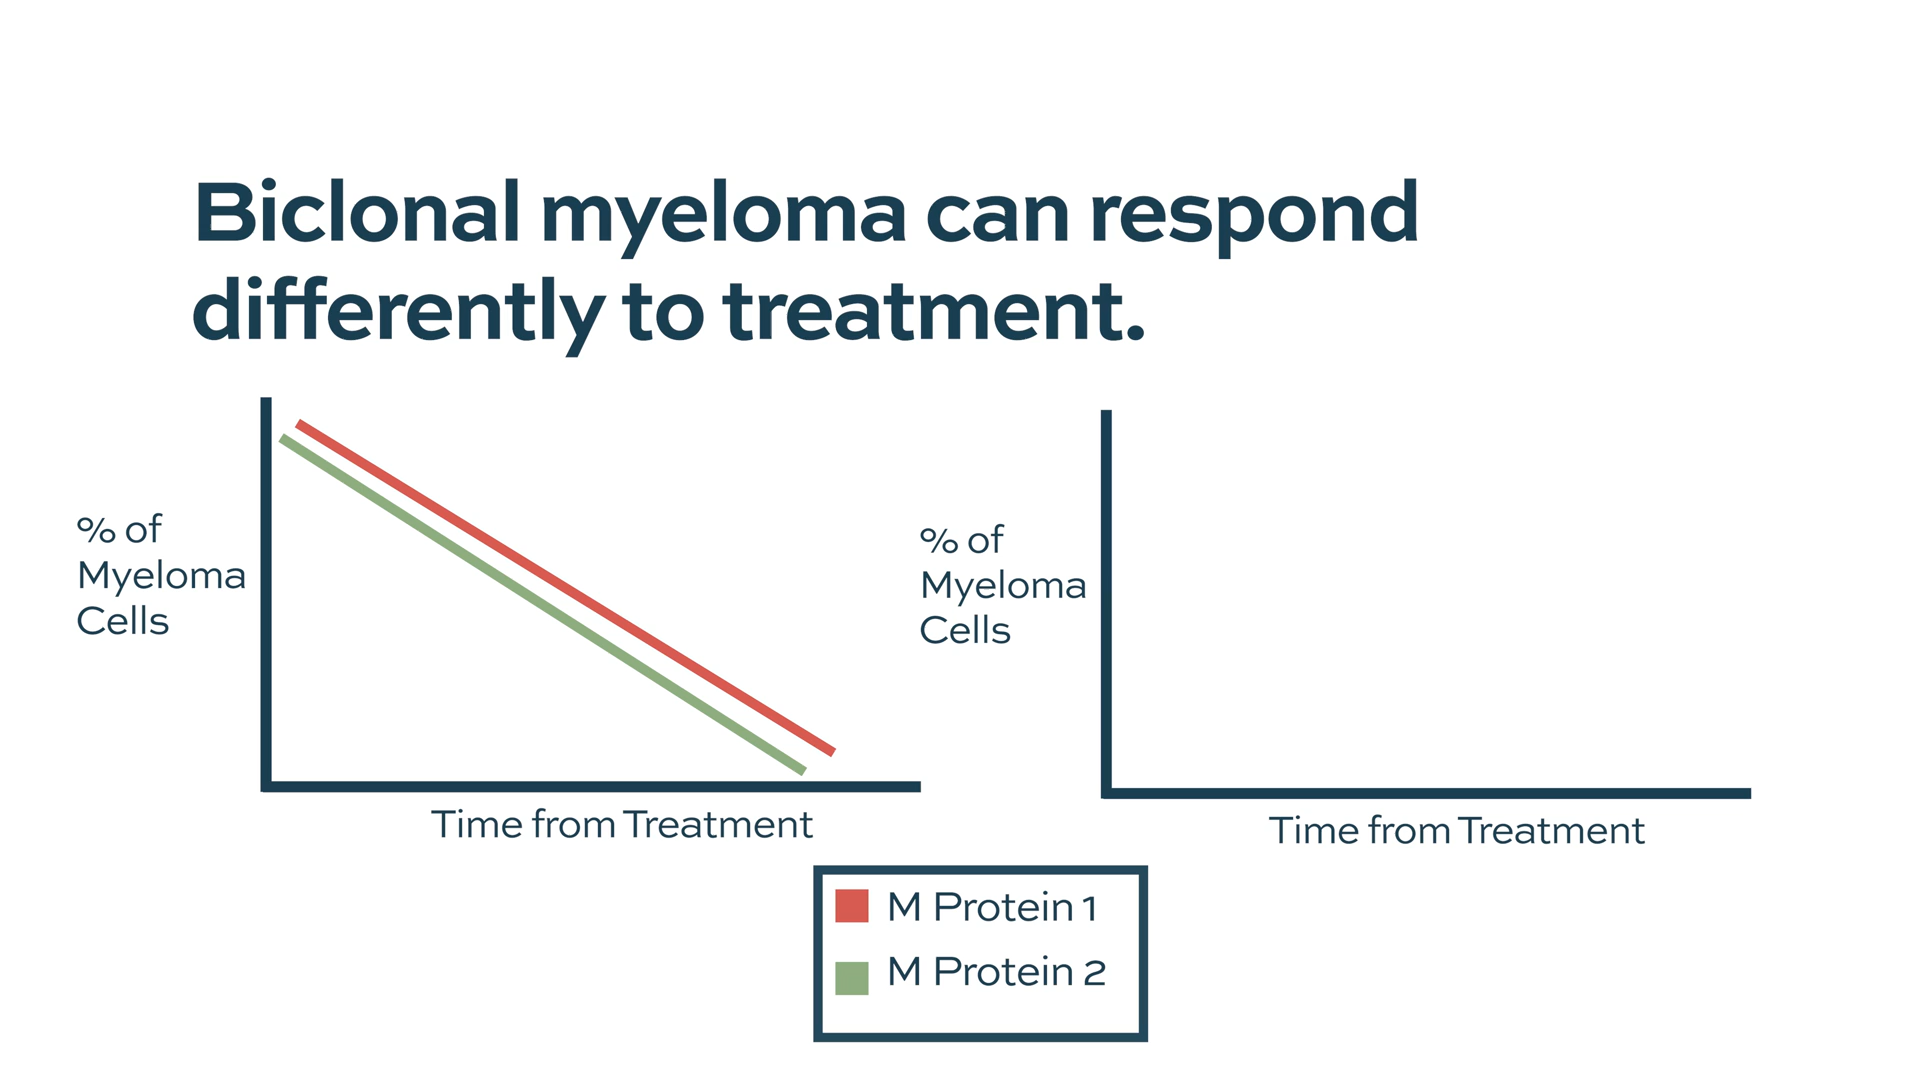 Biclonal myeloma can respond
differently to treatment.
% of
Myeloma
Cells
Time from Treatment
% of
Myeloma
Cells
Time from Treatment
M Protein 1
M Protein 2